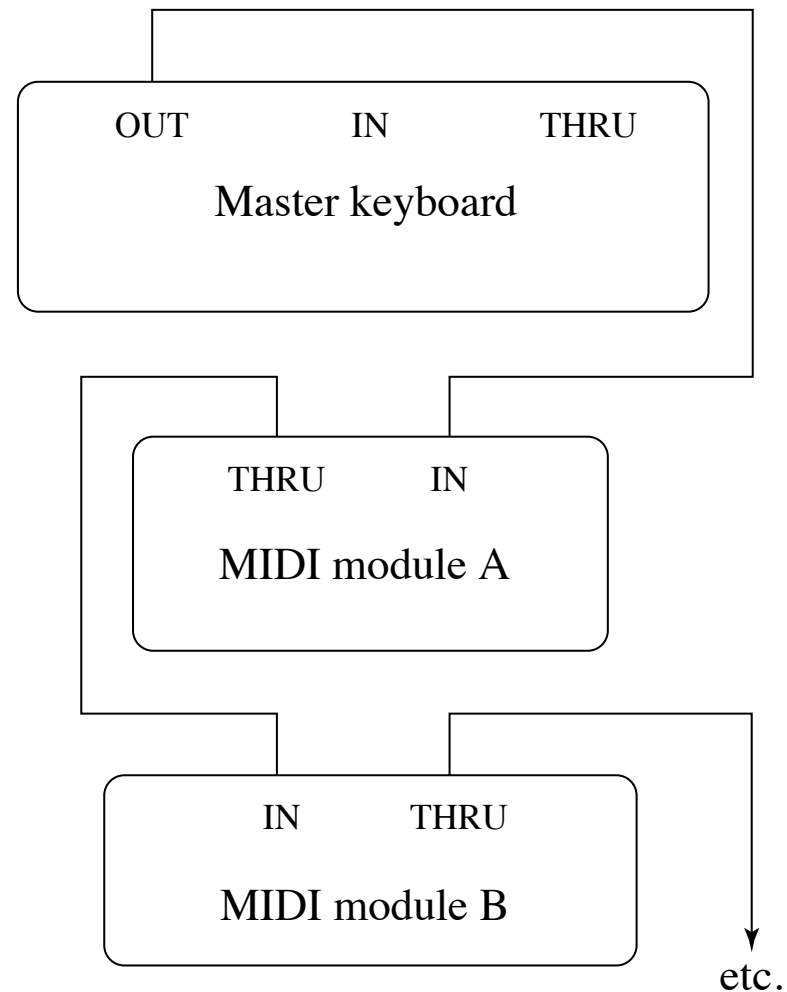 OUT IN THRU
Master keyboard
THRU IN
MIDI module A
IN THRU
MIDI module B
etc.